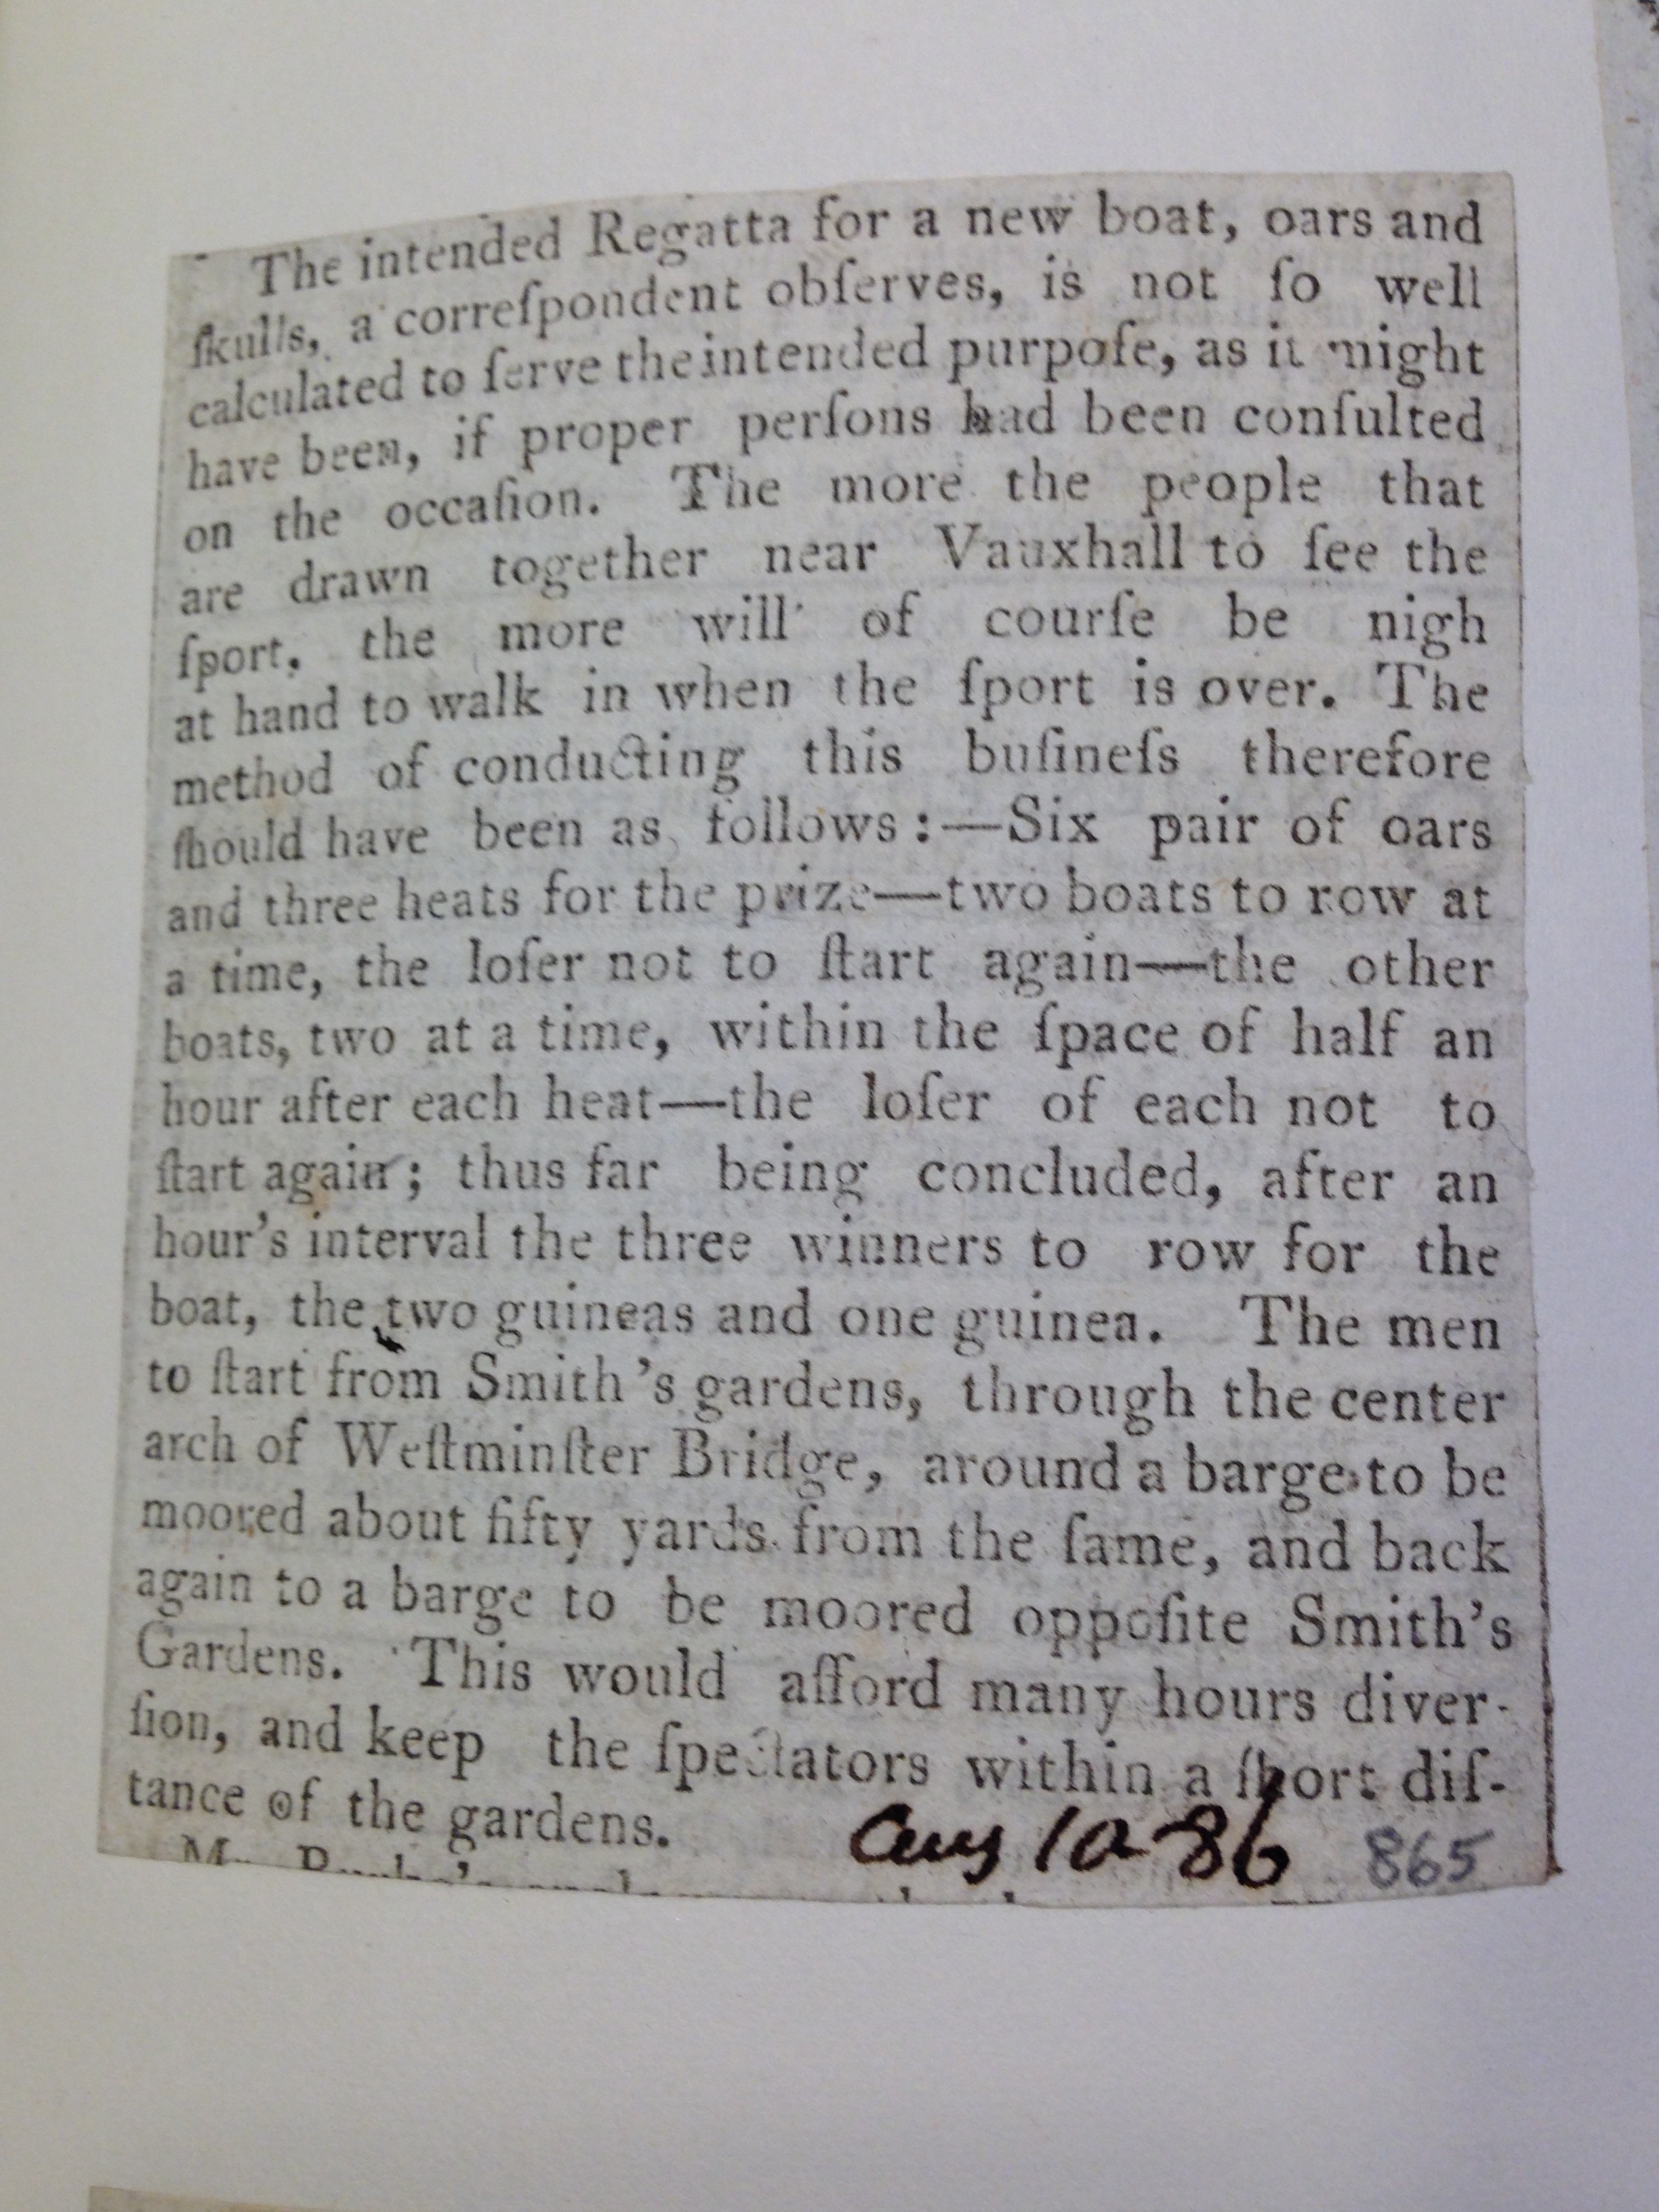 The intended Regatta for a new boat, oars and
ſkulls, a correſpondent obſerves, is not ſo well
calculated to ſerve the intended purpoſe, as it might
have been, if proper perſons had been conſulted
on the occaſion. The more the people that
are drawn together near Vauxhall to ſee the
ſport, the more will of courſe be nigh
at hand to walk in when the ſport is over. The
method of conducting this buſineſs therefore
ſhould have been as follows :—Six pair of oars
and three heats for the prize—two boats to row at
a time, the loſer not to ſtart again—the other
boats, two at a time, within the ſpace of half an
hour after each heat—the loſer of each not to
ſtart again ; thus far being concluded, after an
hour's interval the three winners to row for the
boat, the two guineas and one guinea. The men
to ſtart from Smith's gardens, through the center
arch of Weſtminſter Bridge, around a barge to be
moored about fifty yards from the ſame, and back
again to a barge to be moored oppoſite Smith's
Gardens. This would afford many hours diver-
ſion, and keep the ſpectators within a ſhort diſ-
tance of the gardens.
Aug 10 86 865